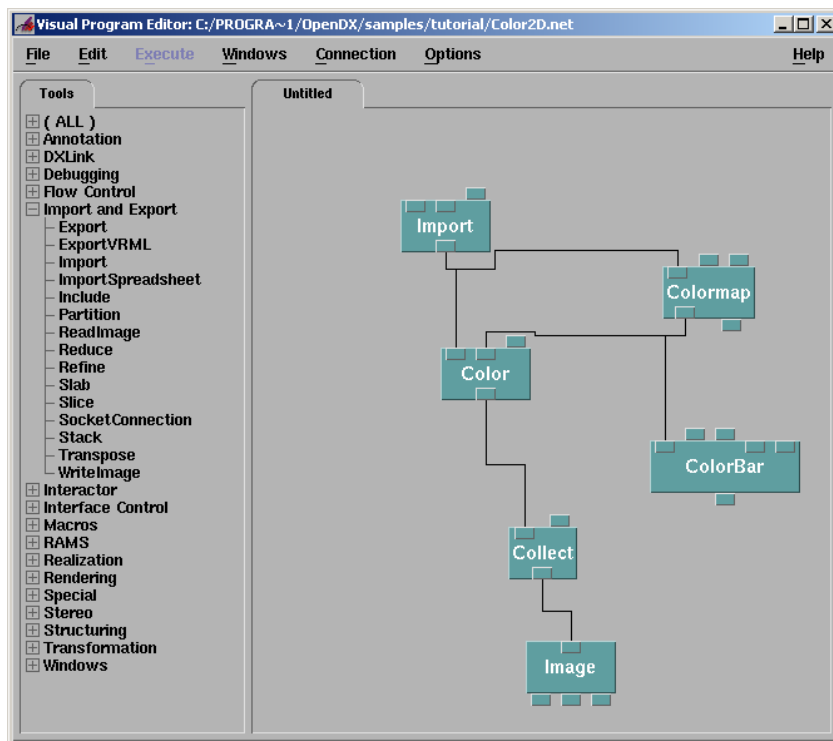 Visual Program Editor: C:/PROGRA~1/OpenDX/samples/tutorial/Color2D.net
File Edit Execute Windows Connection Options Help
Tools
( ALL )
Annotation
DXLink
Debugging
Flow Control
Import and Export
Export
ExportVRML
Import
ImportSpreadsheet
Include
Partition
ReadImage
Reduce
Refine
Slab
Slice
SocketConnection
Stack
Transpose
WriteImage
Interactor
Interface Control
Macros
RAMS
Realization
Rendering
Special
Stereo
Structuring
Transformation
Windows
Untitled
Import
Colormap
Color
ColorBar
Collect
Image